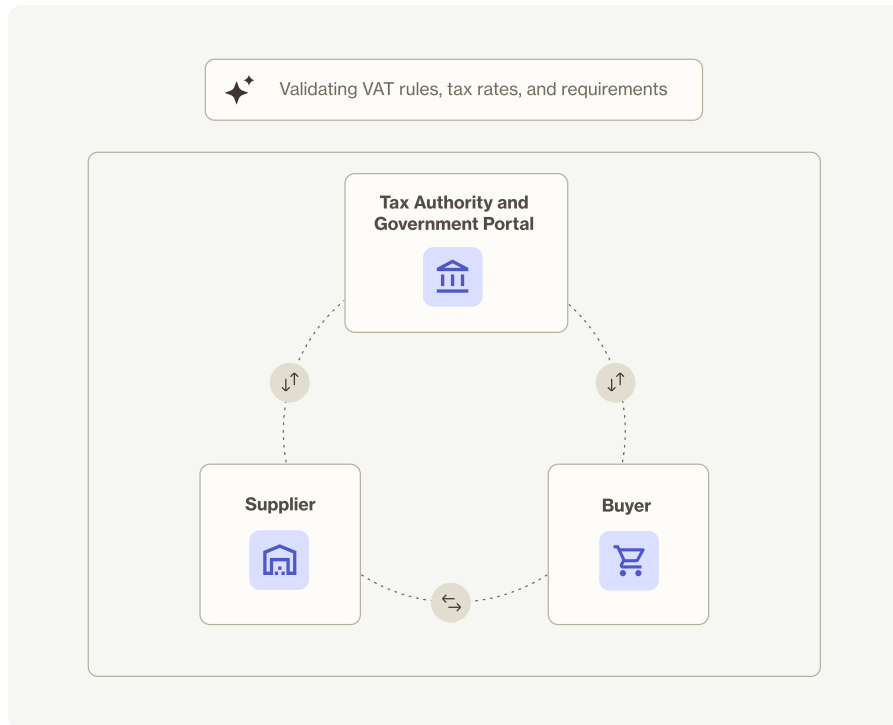 Validating VAT rules, tax rates, and requirements
Tax Authority and
Government Portal
Supplier
Buyer